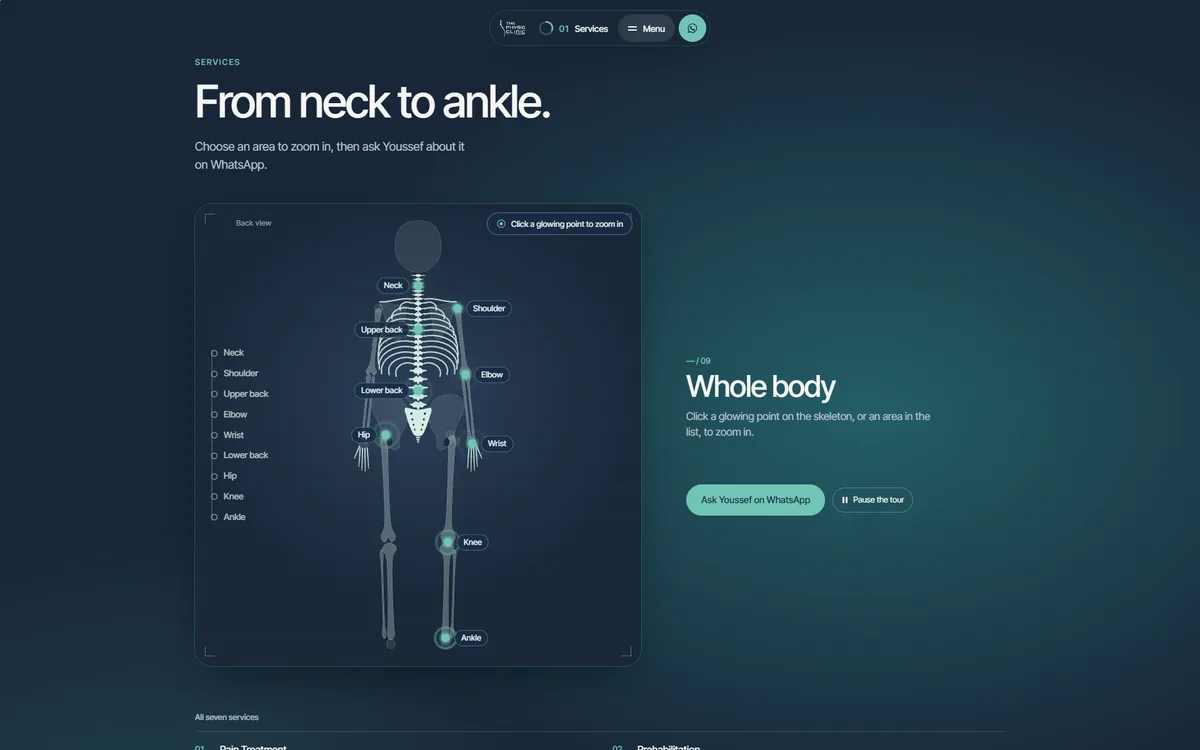 THE
PHYSIO
CLINIC
01 Services
Menu
SERVICES
From neck to ankle.
Choose an area to zoom in, then ask Youssef about it
on WhatsApp.
Back view
Click a glowing point to zoom in
Neck
Shoulder
Upper back
Elbow
Lower back
Hip
Wrist
Knee
Ankle
Neck
Shoulder
Upper back
Elbow
Wrist
Lower back
Hip
Knee
Ankle
— / 09
Whole body
Click a glowing point on the skeleton, or an area in the
list, to zoom in.
Ask Youssef on WhatsApp
Pause the tour
All seven services
01 Pain Treatment
02 Prehabilitation